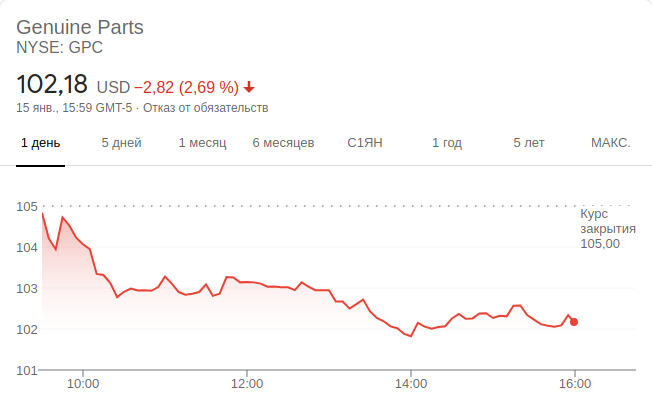 Genuine Parts
NYSE: GPC
102,18 USD −2,82 (2,69 %)
15 янв., 15:59 GMT-5 · Отказ от обязательств
1 день 5 дней 1 месяц 6 месяцев С1ЯН 1 год 5 лет МАКС.
105
Курс
закрытия
105,00
104
103
102
101
10:00 12:00 14:00 16:00